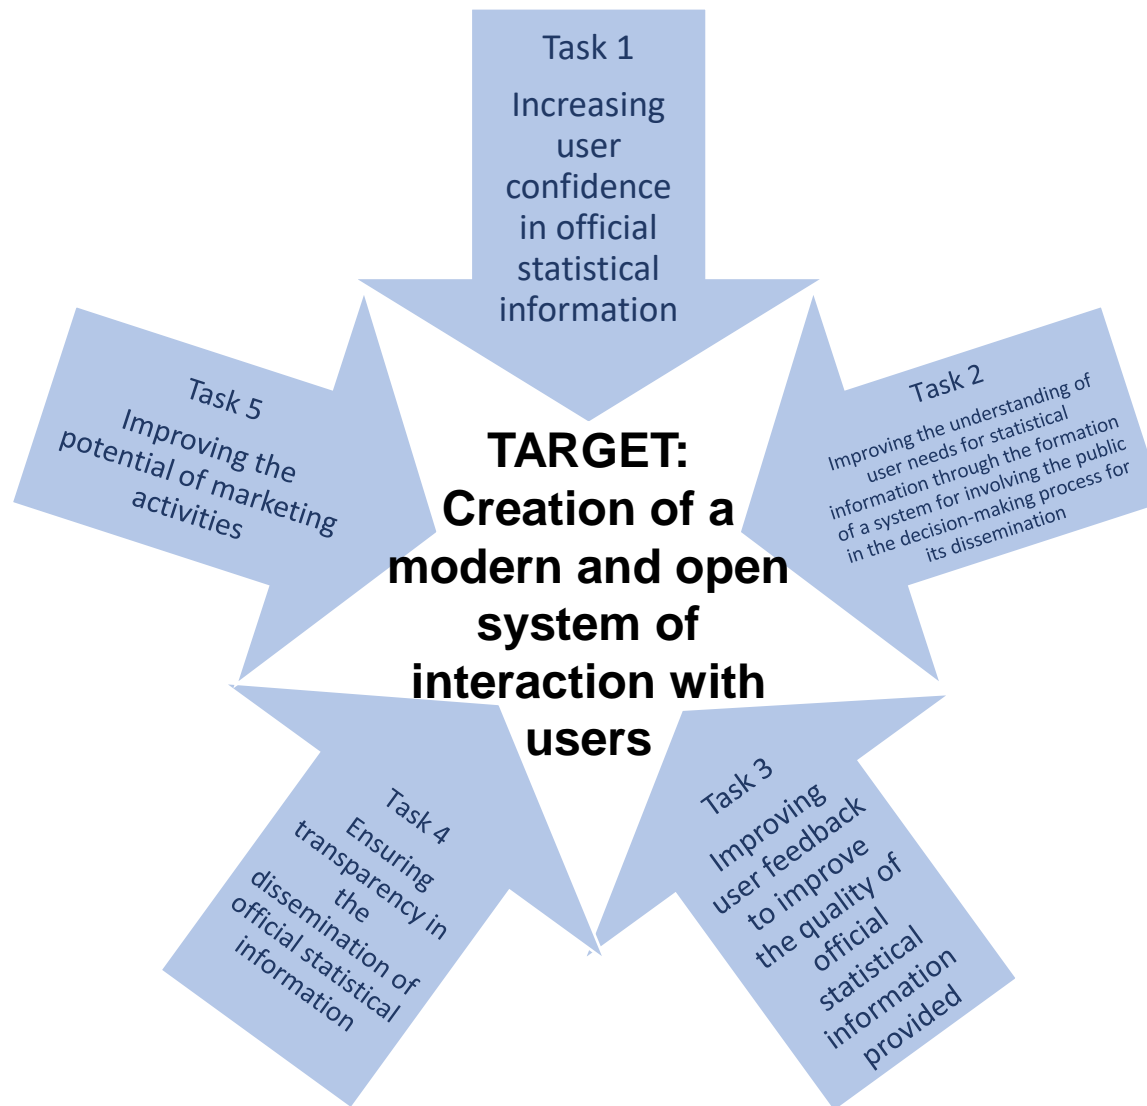 Task 1
Increasing
user
confidence
in official
statistical
information
Task 2
Improving the understanding of
user needs for statistical
information through the formation
of a system for involving the public
in the decision-making process for
its dissemination
Task 3
Improving
user feedback
to improve
the quality of
official
statistical
information
provided
Task 4
Ensuring
transparency in
the
dissemination of
official statistical
information
Task 5
Improving the
potential of marketing
activities
TARGET:
Creation of a
modern and open
system of
interaction with
users